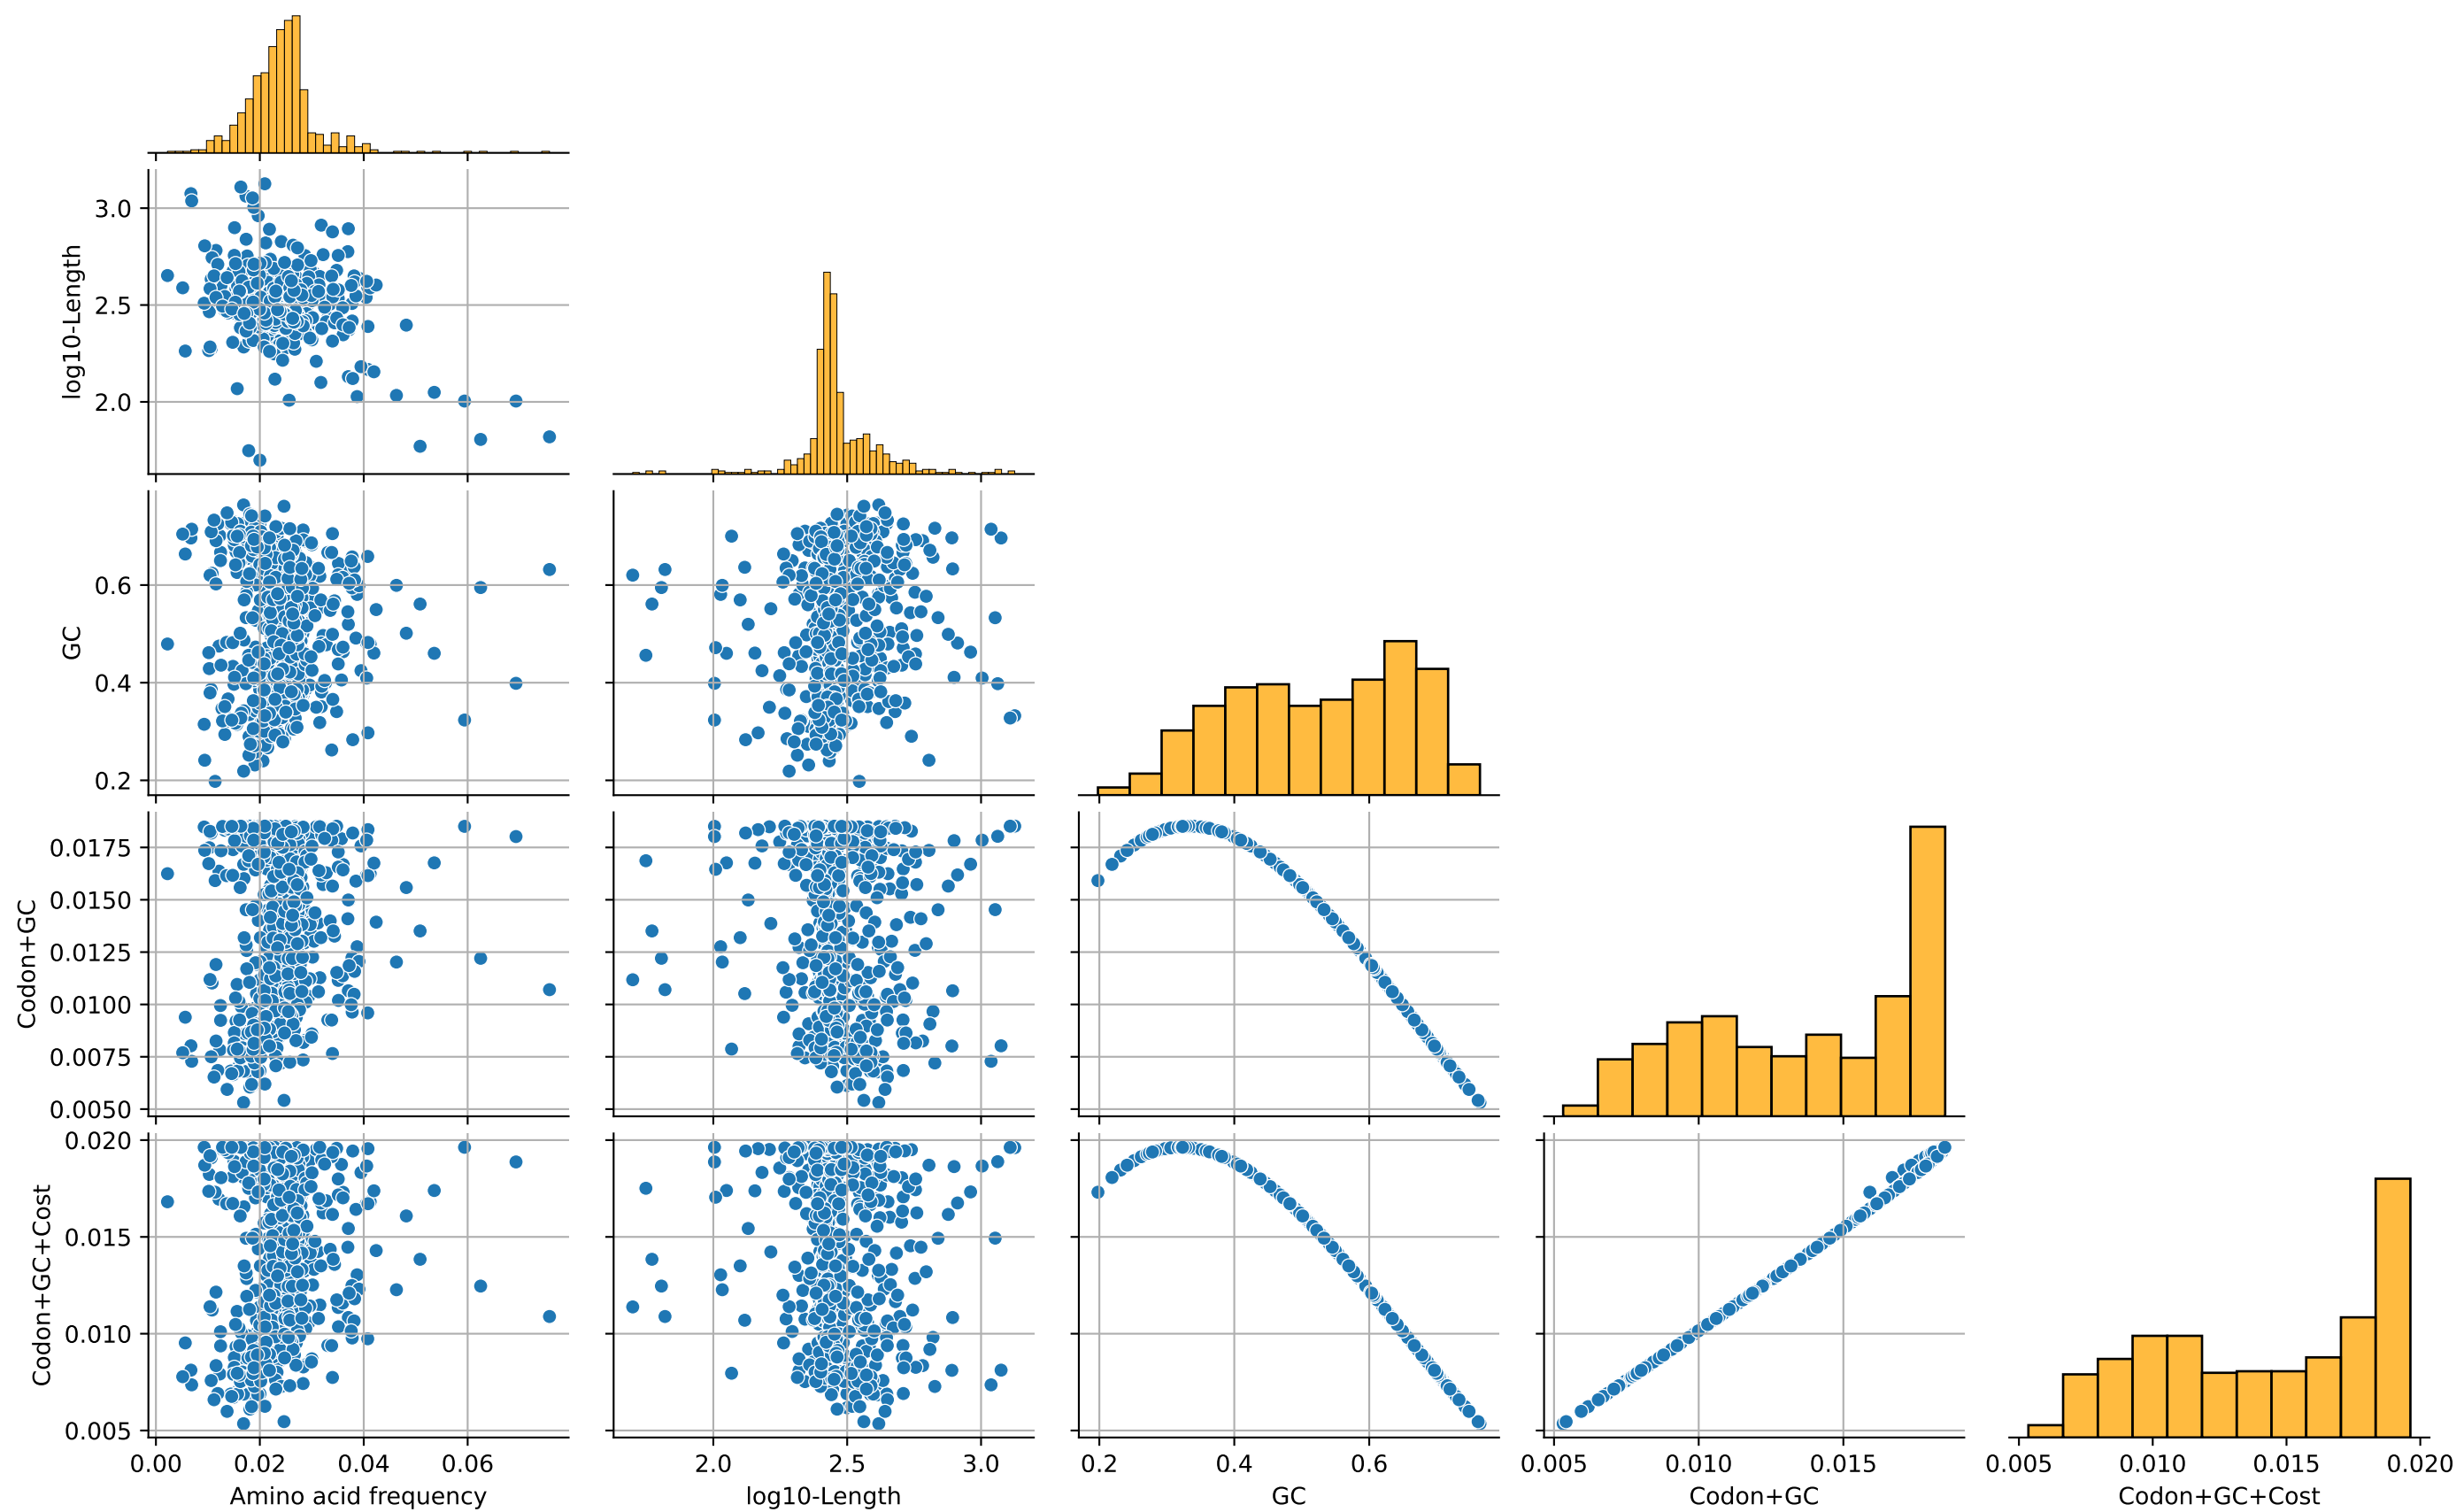 3.0
2.5
2.0
log10-Length
0.6
0.4
0.2
GC
0.0175
0.0150
0.0125
0.0100
0.0075
0.0050
Codon+GC
0.020
0.015
0.010
0.005
Codon+GC+Cost
0.00 0.02 0.04 0.06 2.0 2.5 3.0 0.2 0.4 0.6 0.005 0.010 0.015 0.005 0.010 0.015 0.020
Amino acid frequency log10-Length GC Codon+GC Codon+GC+Cost